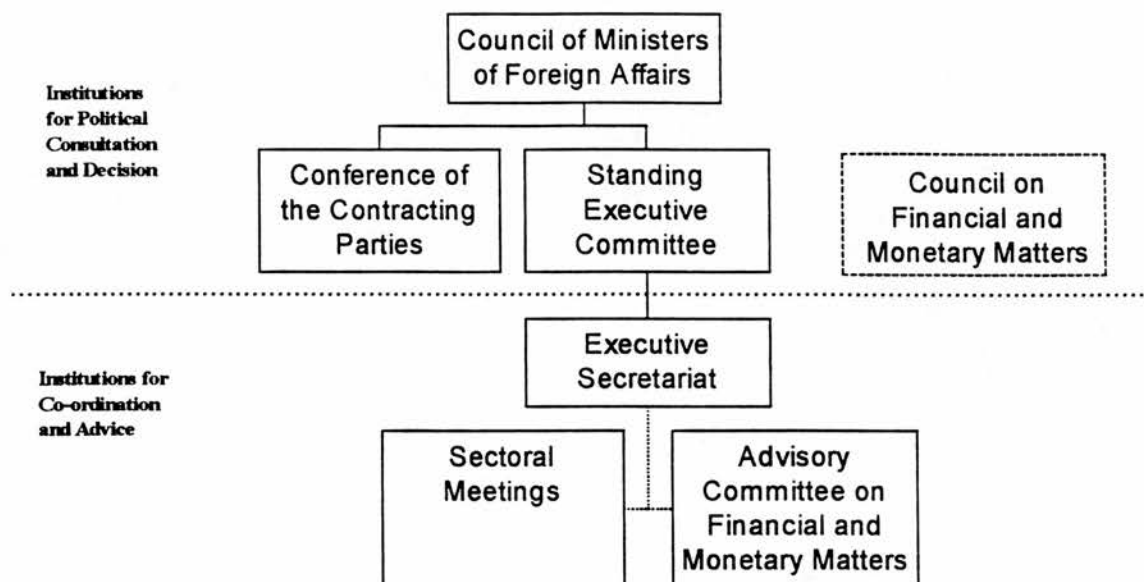 Council of Ministers
of Foreign Affairs
Institutions
for Political
Consultation
and Decision
Conference of
the Contracting
Parties
Standing
Executive
Committee
Council on
Financial and
Monetary Matters
Executive
Secretariat
Institutions for
Co-ordination
and Advice
Sectoral
Meetings
Advisory
Committee on
Financial and
Monetary Matters